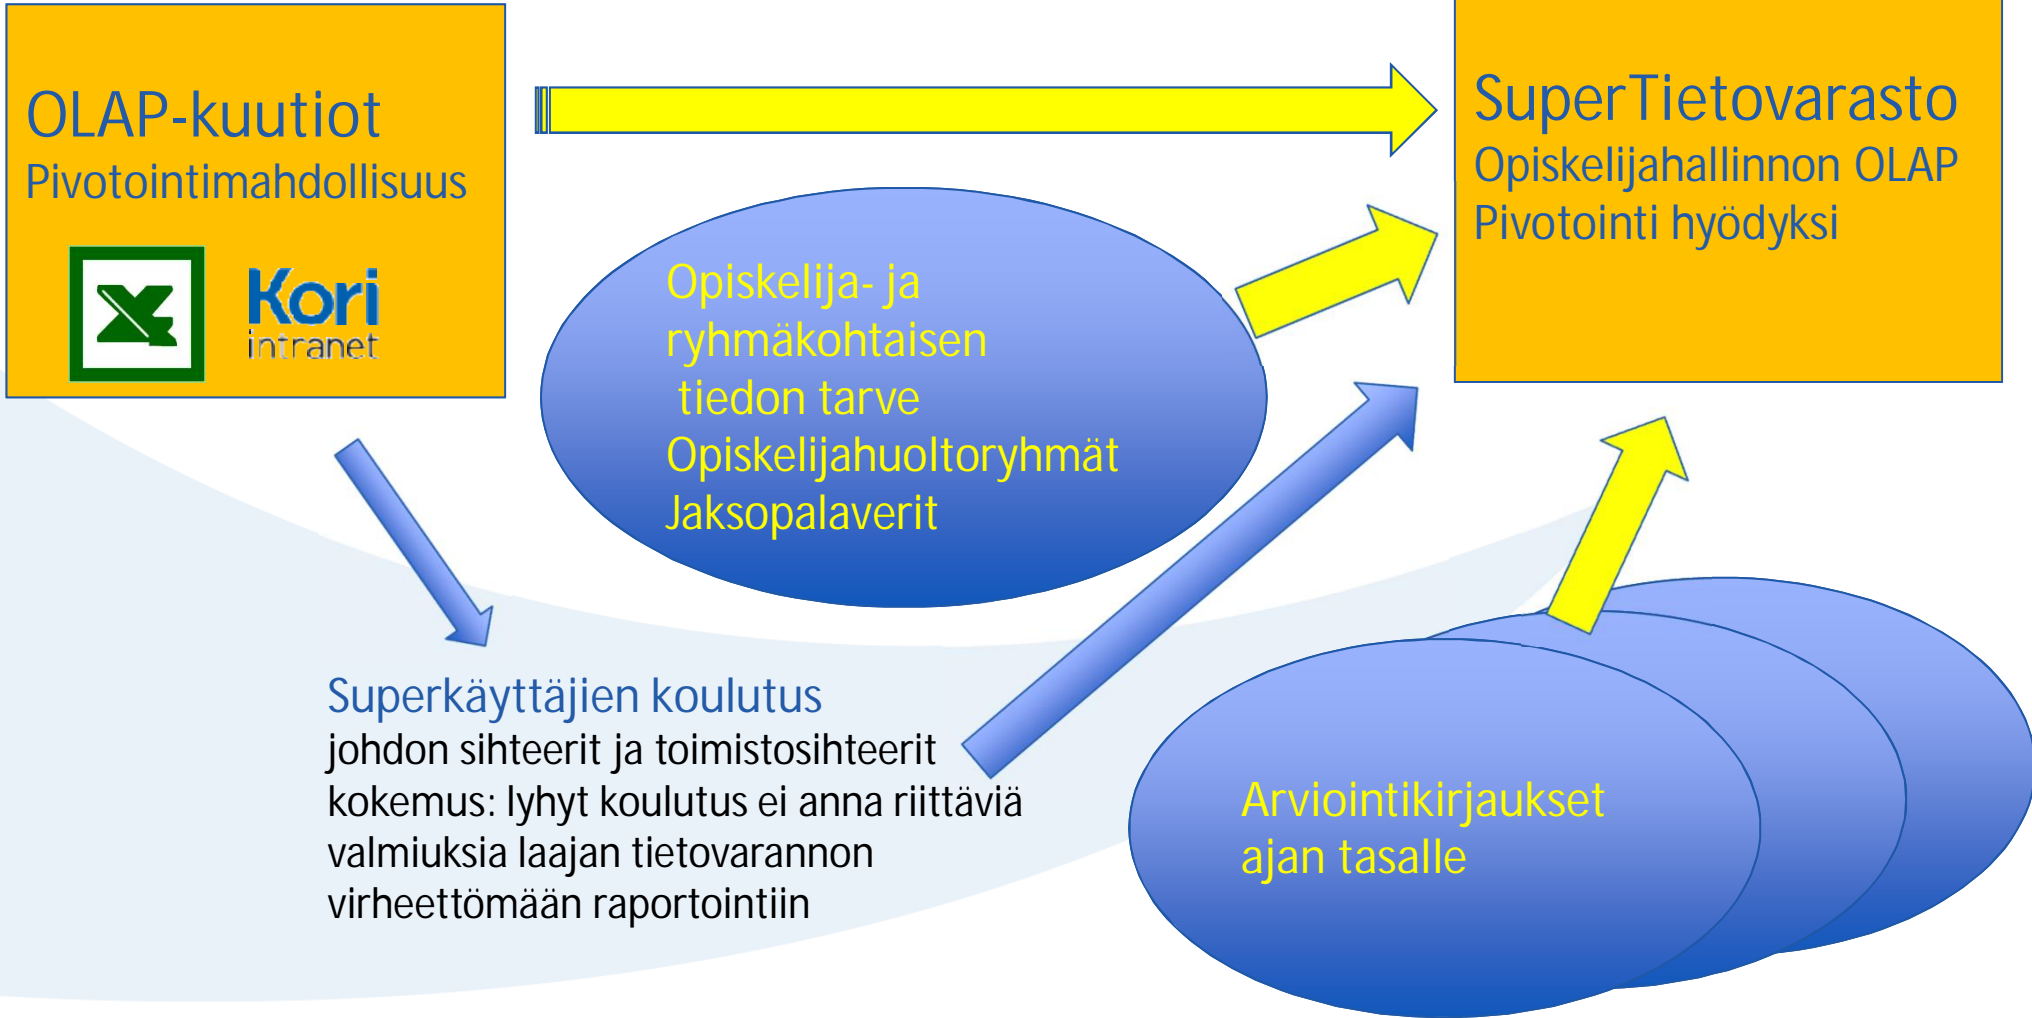 OLAP-kuutiot
Pivotointimahdollisuus
Kori
intranet
SuperTietovarasto
Opiskelijahallinnon OLAP
Pivotointi hyödyksi
Opiskelija- ja
ryhmäkohtaisen
tiedon tarve
Opiskelijahuoltoryhmät
Jaksopalaverit
Superkäyttäjien koulutus
johdon sihteerit ja toimistosihteerit
kokemus: lyhyt koulutus ei anna riittäviä
valmiuksia laajan tietovarannon
virheettömään raportointiin
Arviointikirjaukset
ajan tasalle